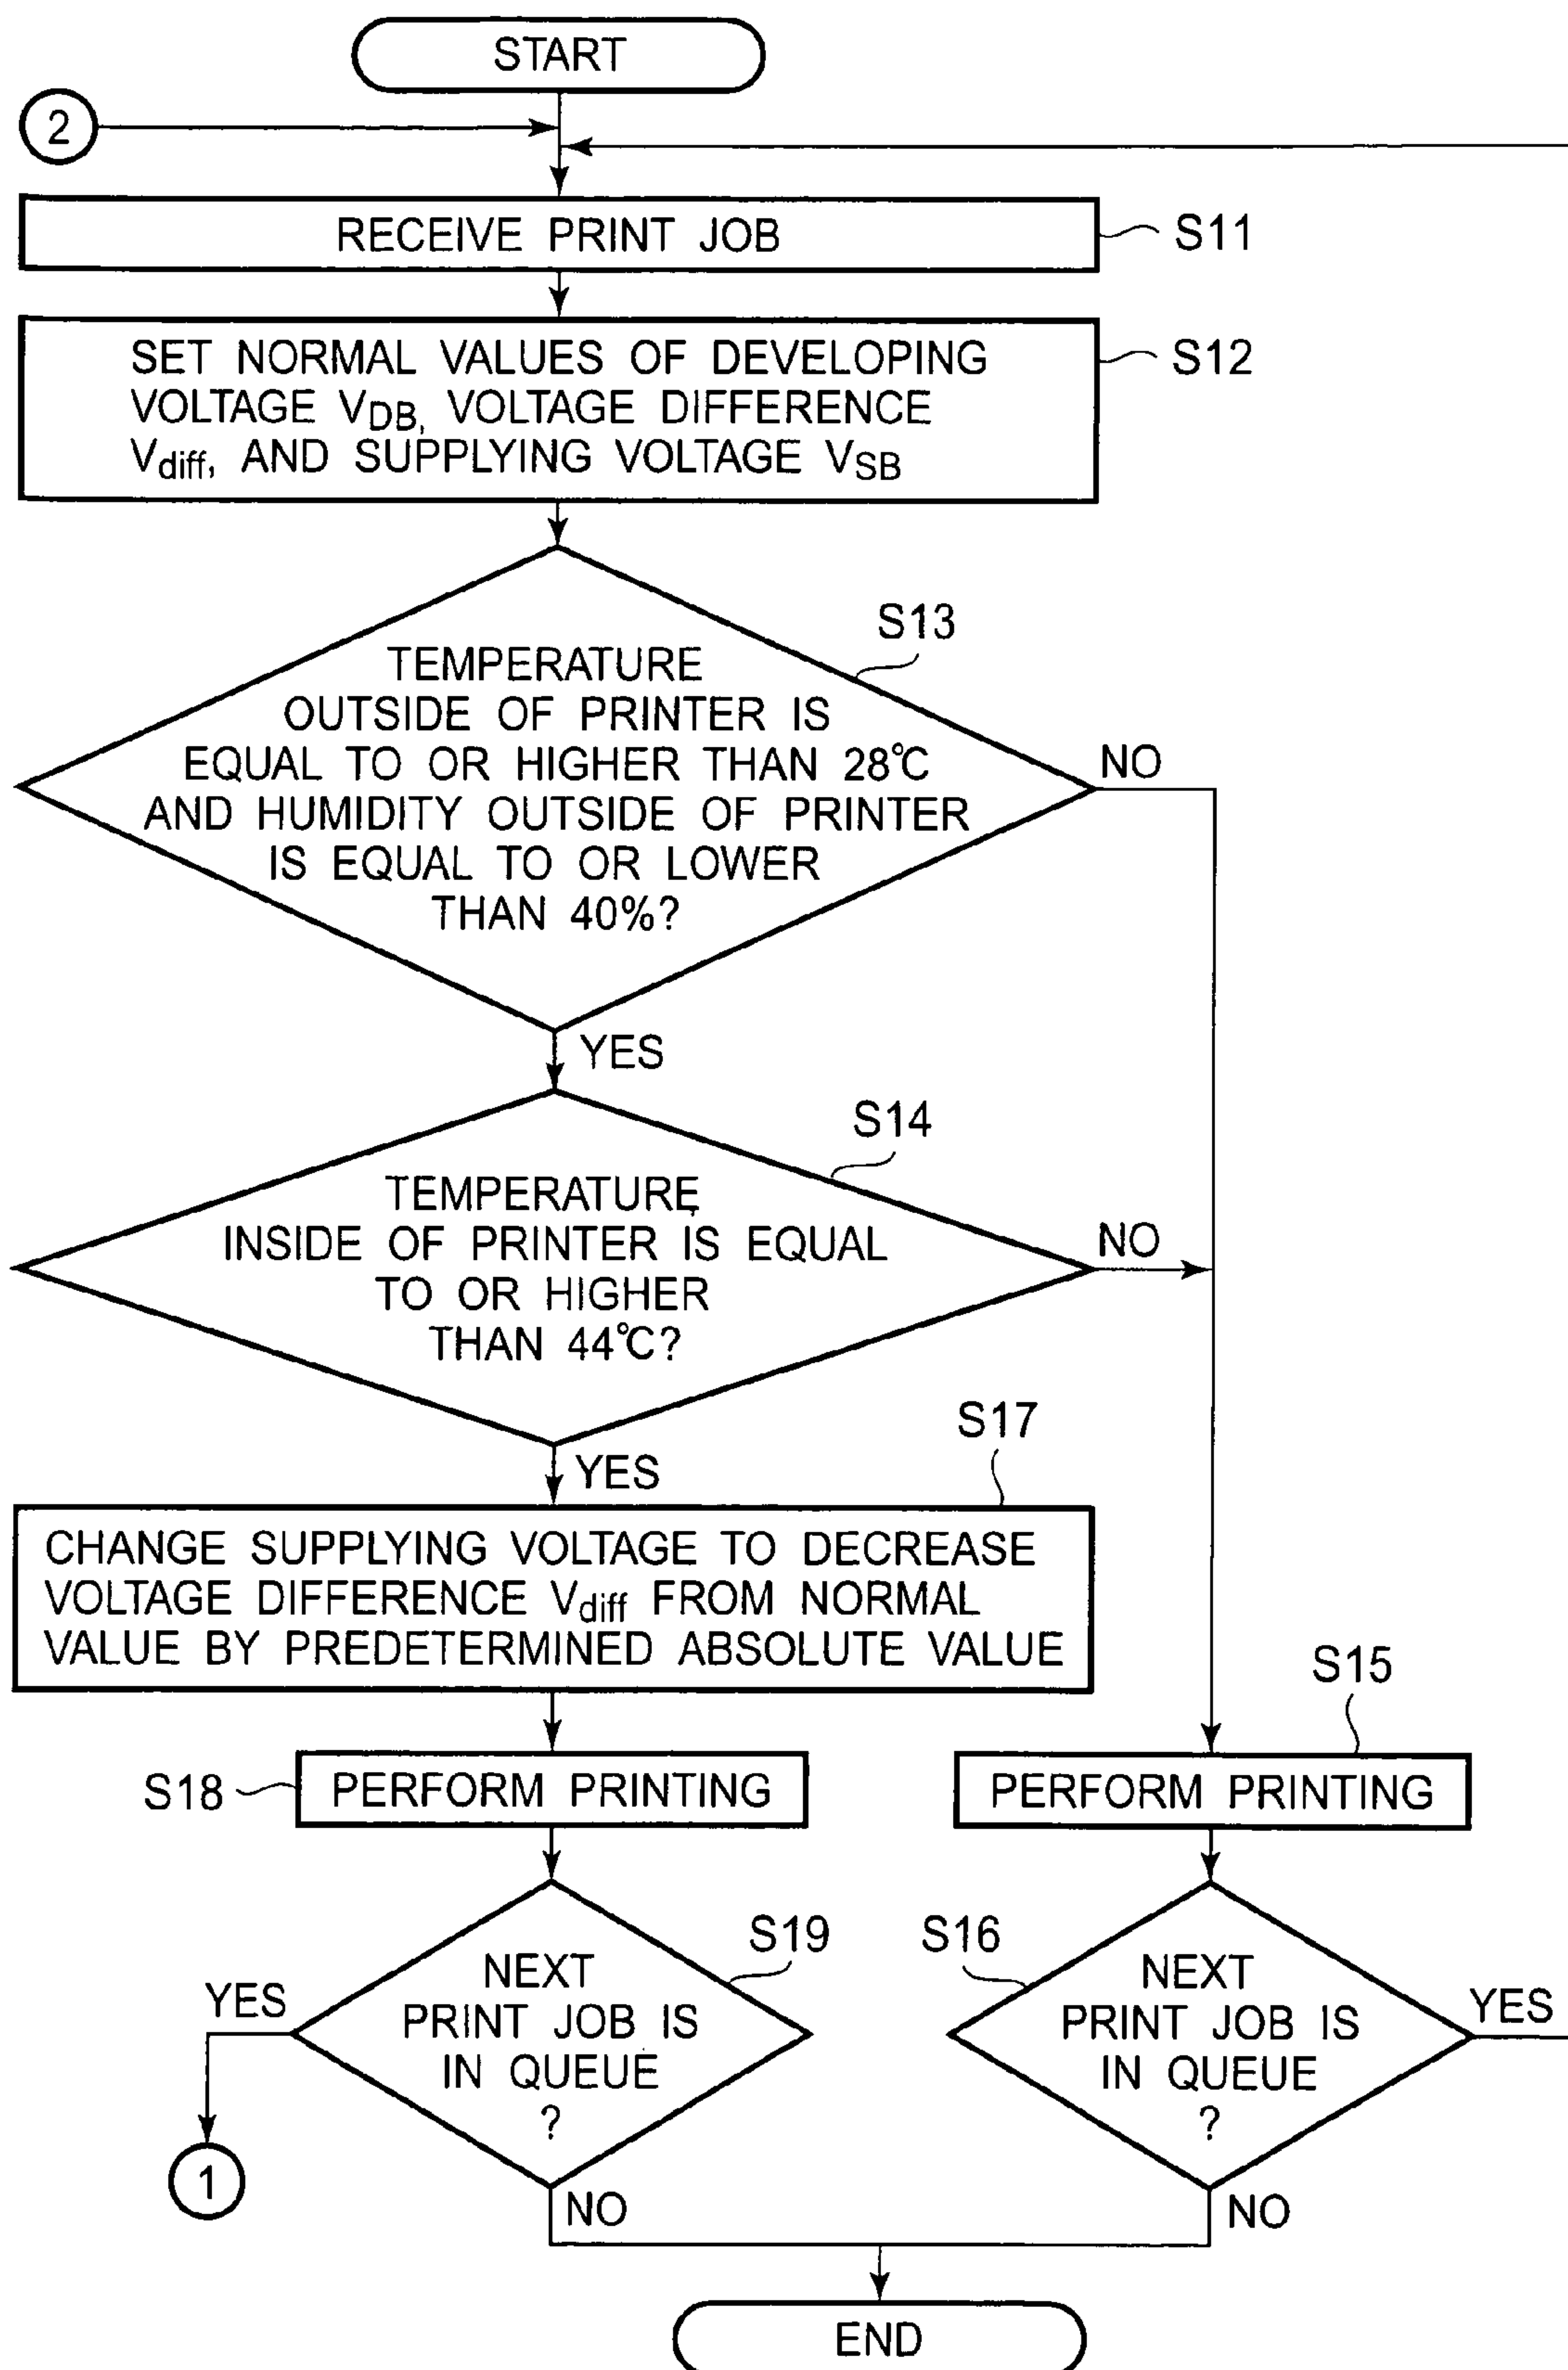 START
2
RECEIVE PRINT JOB
S11
SET NORMAL VALUES OF DEVELOPING
VOLTAGE VDB, VOLTAGE DIFFERENCE
Vdiff, AND SUPPLYING VOLTAGE VSB
S12
S13
TEMPERATURE
OUTSIDE OF PRINTER IS
EQUAL TO OR HIGHER THAN 28℃
AND HUMIDITY OUTSIDE OF PRINTER
IS EQUAL TO OR LOWER
THAN 40%?
NO
YES
S14
TEMPERATURE
INSIDE OF PRINTER IS EQUAL
TO OR HIGHER
THAN 44℃?
NO
YES
S17
CHANGE SUPPLYING VOLTAGE TO DECREASE
VOLTAGE DIFFERENCE Vdiff FROM NORMAL
VALUE BY PREDETERMINED ABSOLUTE VALUE
S15
S18
PERFORM PRINTING
PERFORM PRINTING
S19
NEXT
PRINT JOB IS
IN QUEUE
?
YES
1
NO
S16
NEXT
PRINT JOB IS
IN QUEUE
?
YES
NO
END